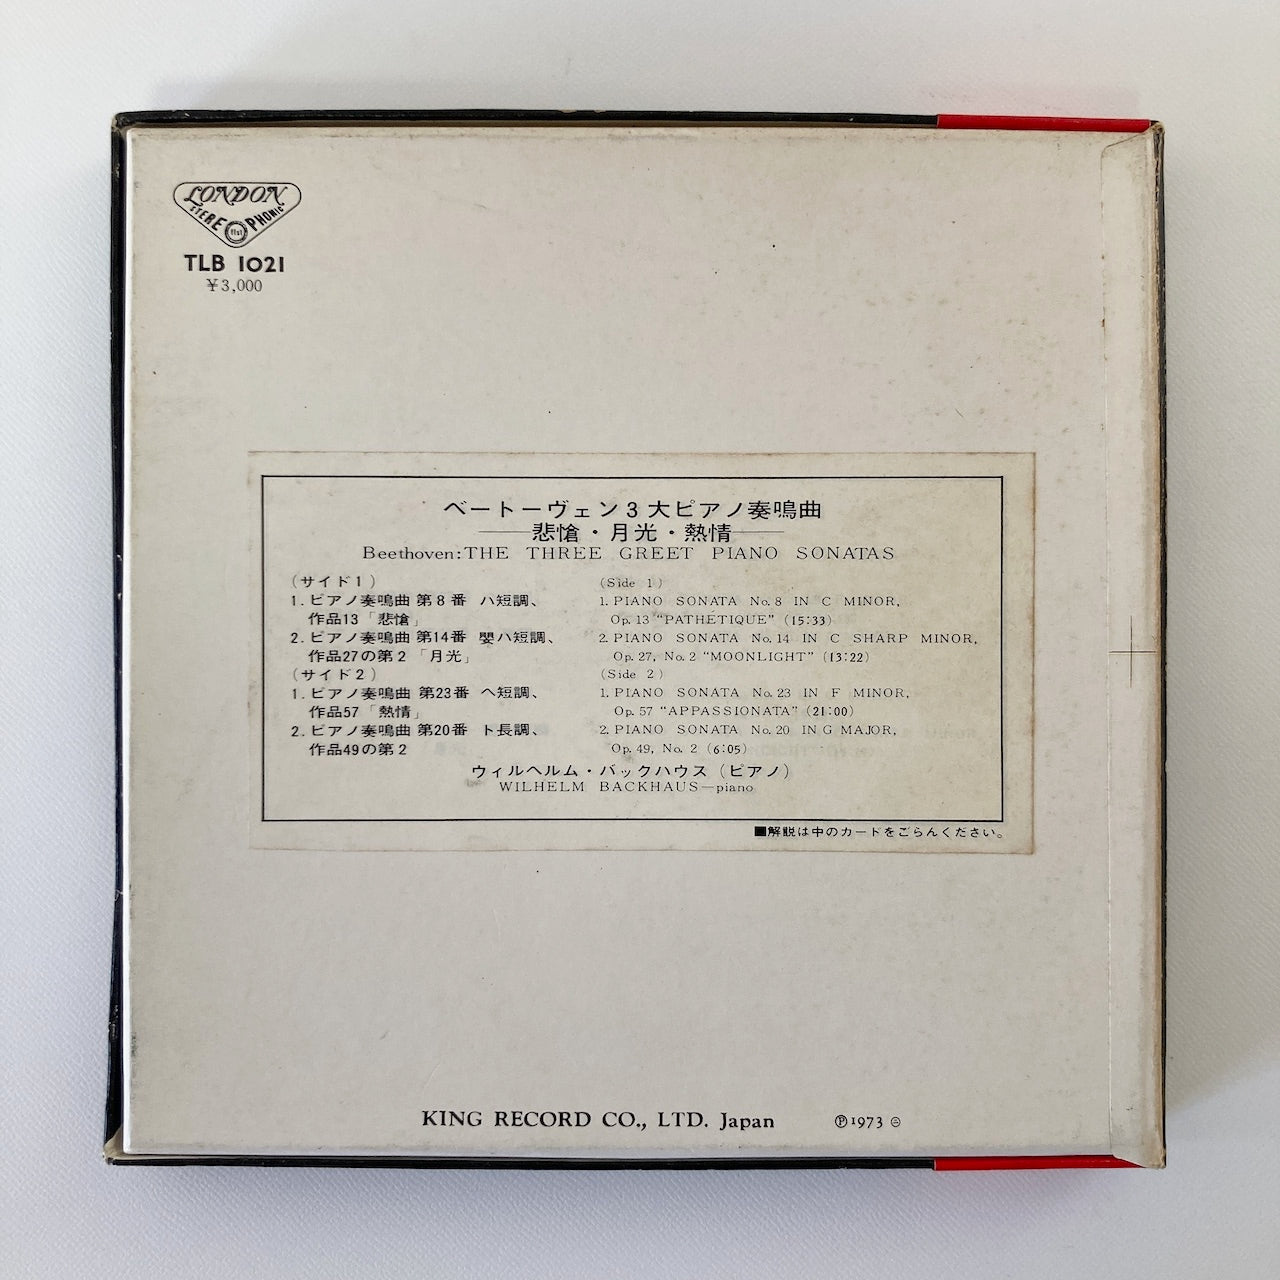 LONDON
STEREOPHONIC
ffss
TLB 1021
¥3,000
ベートーヴェン3大ピアノ奏鳴曲
——悲愴・月光・熱情——
Beethoven:THE THREE GREET PIANO SONATAS
(サイド1)
1.ピアノ奏鳴曲 第8番 ハ短調、
作品13「悲愴」
2.ピアノ奏鳴曲 第14番 嬰ハ短調、
作品27の第2「月光」
(サイド2)
1.ピアノ奏鳴曲 第23番 ヘ短調、
作品57「熱情」
2.ピアノ奏鳴曲 第20番 ト長調、
作品49の第2
(Side 1)
1. PIANO SONATA No. 8 IN C MINOR,
Op. 13 “PATHÉTIQUE” (15:33)
2. PIANO SONATA No. 14 IN C SHARP MINOR,
Op. 27, No. 2 “MOONLIGHT” (13:22)
(Side 2)
1. PIANO SONATA No. 23 IN F MINOR,
Op. 57 “APPASSIONATA” (21:00)
2. PIANO SONATA No. 20 IN G MAJOR,
Op. 49, No. 2 (6:05)
ウィルヘルム・バックハウス(ピアノ)
WILHELM BACKHAUS—piano
■解説は中のカードをごらんください。
KING RECORD CO., LTD. Japan ℗1973 ㊁